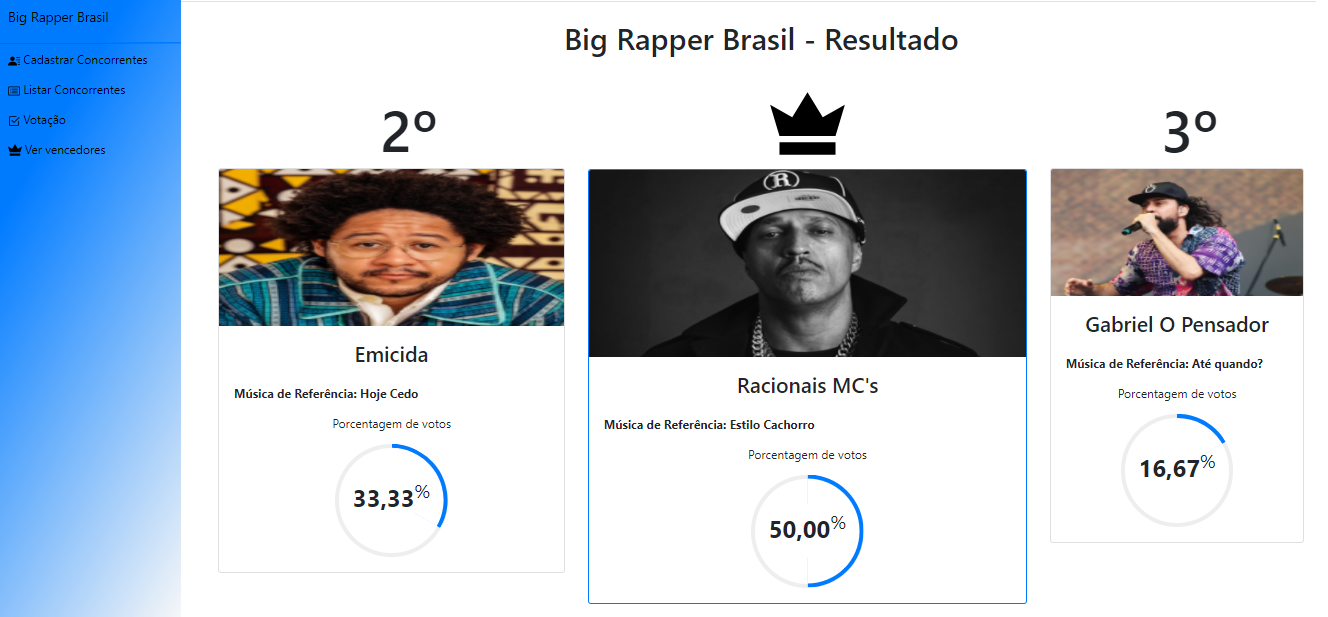 Big Rapper Brasil
Cadastrar Concorrentes
Listar Concorrentes
Votação
Ver vencedores
Big Rapper Brasil - Resultado
2º
Emicida
Música de Referência: Hoje Cedo
Porcentagem de votos
33,33%
R
Racionais MC's
Música de Referência: Estilo Cachorro
Porcentagem de votos
50,00%
3º
Gabriel O Pensador
Música de Referência: Até quando?
Porcentagem de votos
16,67%